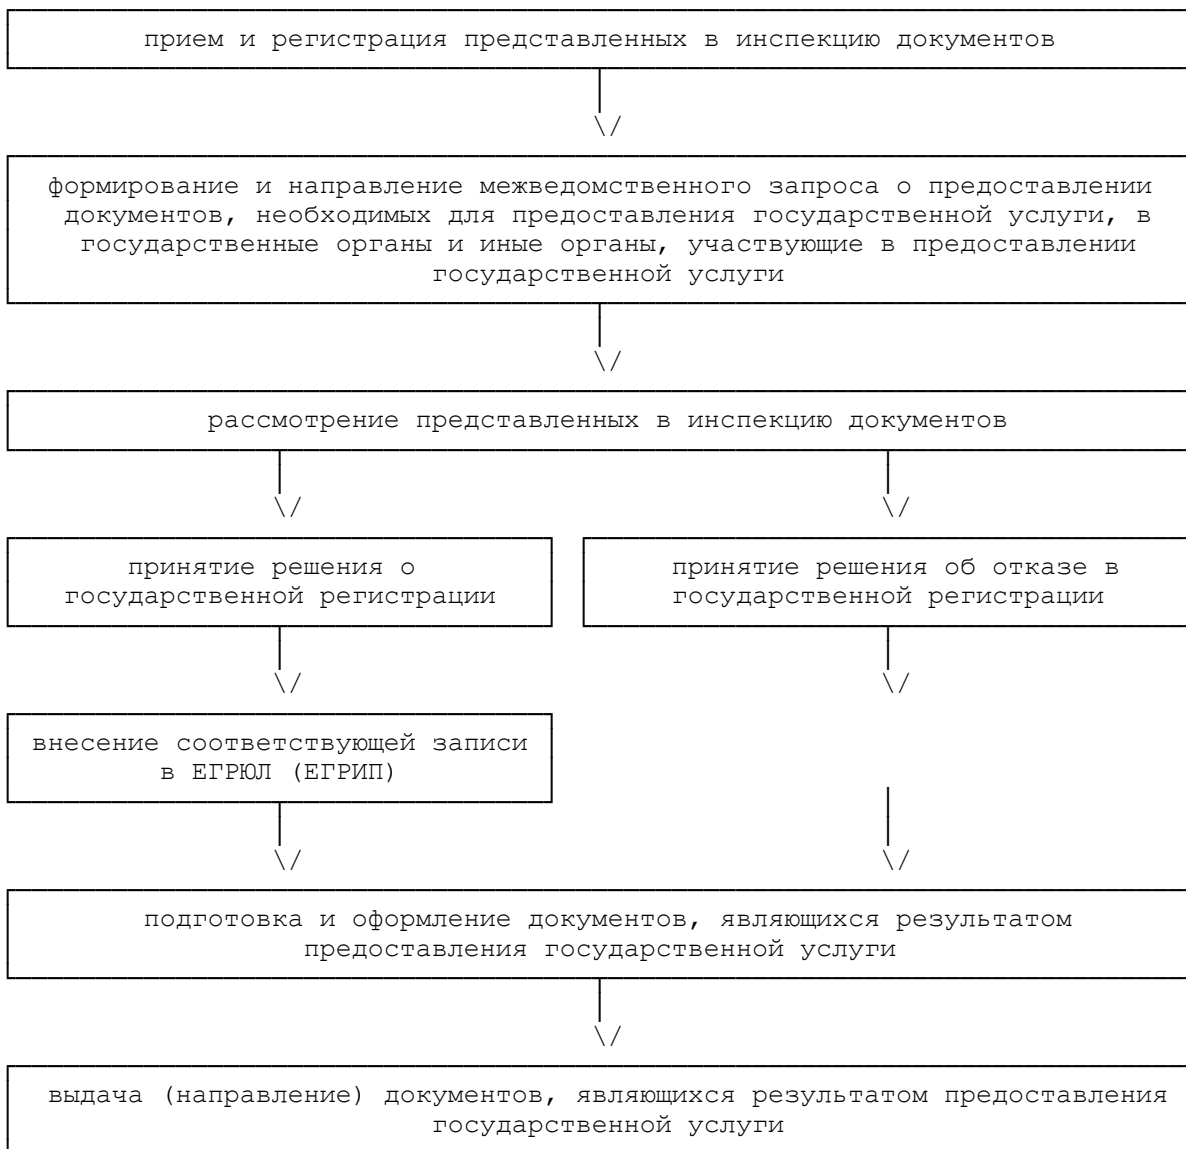 прием и регистрация представленных в инспекцию документов
\/
формирование и направление межведомственного запроса о предоставлении
документов, необходимых для предоставления государственной услуги, в
государственные органы и иные органы, участвующие в предоставлении
государственной услуги
\/
рассмотрение представленных в инспекцию документов
\/ \/
принятие решения о
государственной регистрации
принятие решения об отказе в
государственной регистрации
\/ \/
внесение соответствующей записи
в ЕГРЮЛ (ЕГРИП)
\/ \/
подготовка и оформление документов, являющихся результатом
предоставления государственной услуги
\/
выдача (направление) документов, являющихся результатом предоставления
государственной услуги